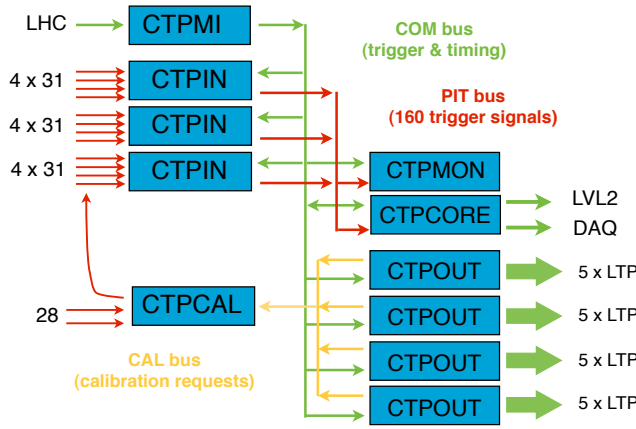 LHC
CTPMI
COM bus
(trigger & timing)
4 x 31
CTPIN
PIT bus
(160 trigger signals)
4 x 31
CTPIN
4 x 31
CTPIN
CTPMON
CTPCORE
LVL2
DAQ
CTPOUT
5 x LTP
28
CTPCAL
CTPOUT
5 x LTP
CAL bus
(calibration requests)
CTPOUT
5 x LTP
CTPOUT
5 x LTP